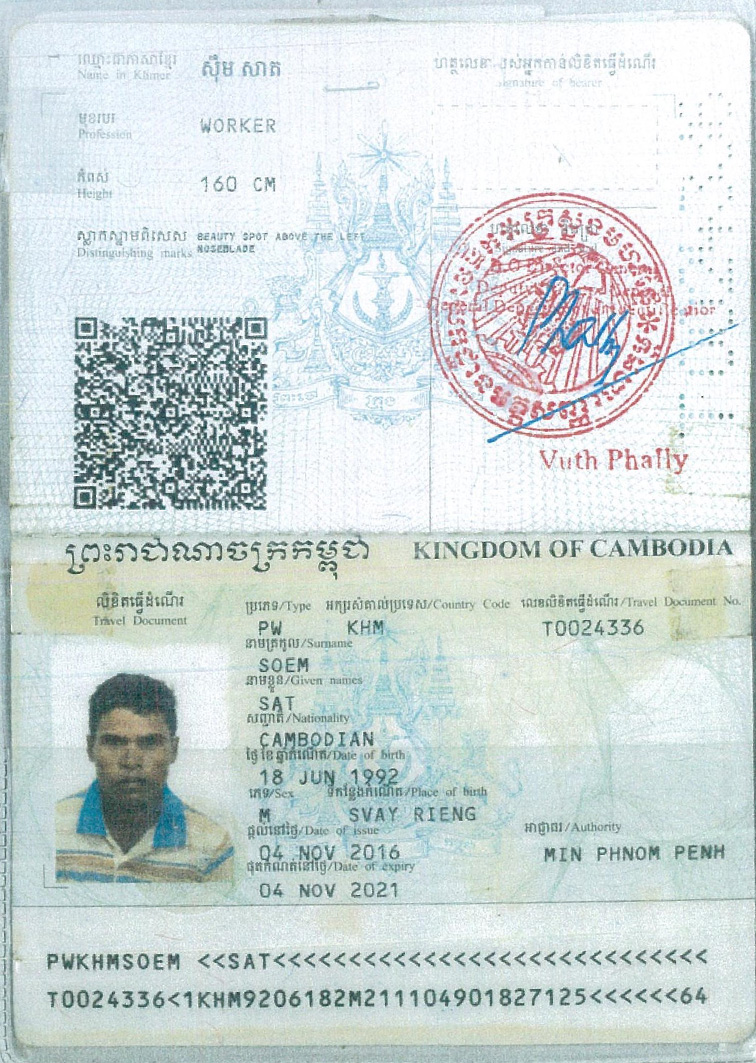 ឈ្មោះជាភាសាខ្មែរ ស៊ឹម សាត
Name in Khmer
មុខរបរ
Profession WORKER
កំពស់
Height 160 CM
ស្លាកស្នាមពិសេស BEAUTY SPOT ABOVE THE LEFT
Distinguishing marks NOSEBLADE
ហត្ថលេខារបស់អ្នកកាន់លិខិតធ្វើដំណើរ
Signature of bearer
Phally
Vuth Phally
ព្រះរាជាណាចក្រកម្ពុជា KINGDOM OF CAMBODIA
លិខិតធ្វើដំណើរ
Travel Document
ប្រភេទ/Type អក្សរសំគាល់ប្រទេស/Country Code លេខលិខិតធ្វើដំណើរ/Travel Document No.
PW KHM T0024336
នាមត្រកូល/Surname
SOEM
នាមខ្លួន/Given names
SAT
សញ្ជាតិ/Nationality
CAMBODIAN
ថ្ងៃ ខែ ឆ្នាំកំណើត/Date of birth
18 JUN 1992
ភេទ/Sex ទីកន្លែងកំណើត/Place of birth
M SVAY RIENG
ផ្តល់នៅថ្ងៃ/Date of issue អាជ្ញាធរ/Authority
04 NOV 2016 MIN PHNOM PENH
ផុតកំណត់នៅថ្ងៃ/Date of expiry
04 NOV 2021
PWKHMSOEM <<SAT<<<<<<<<<<<<<<<<<<<<<<<<<<<<<
T0024336<1KHM9206182M211104901827125<<<<<<64